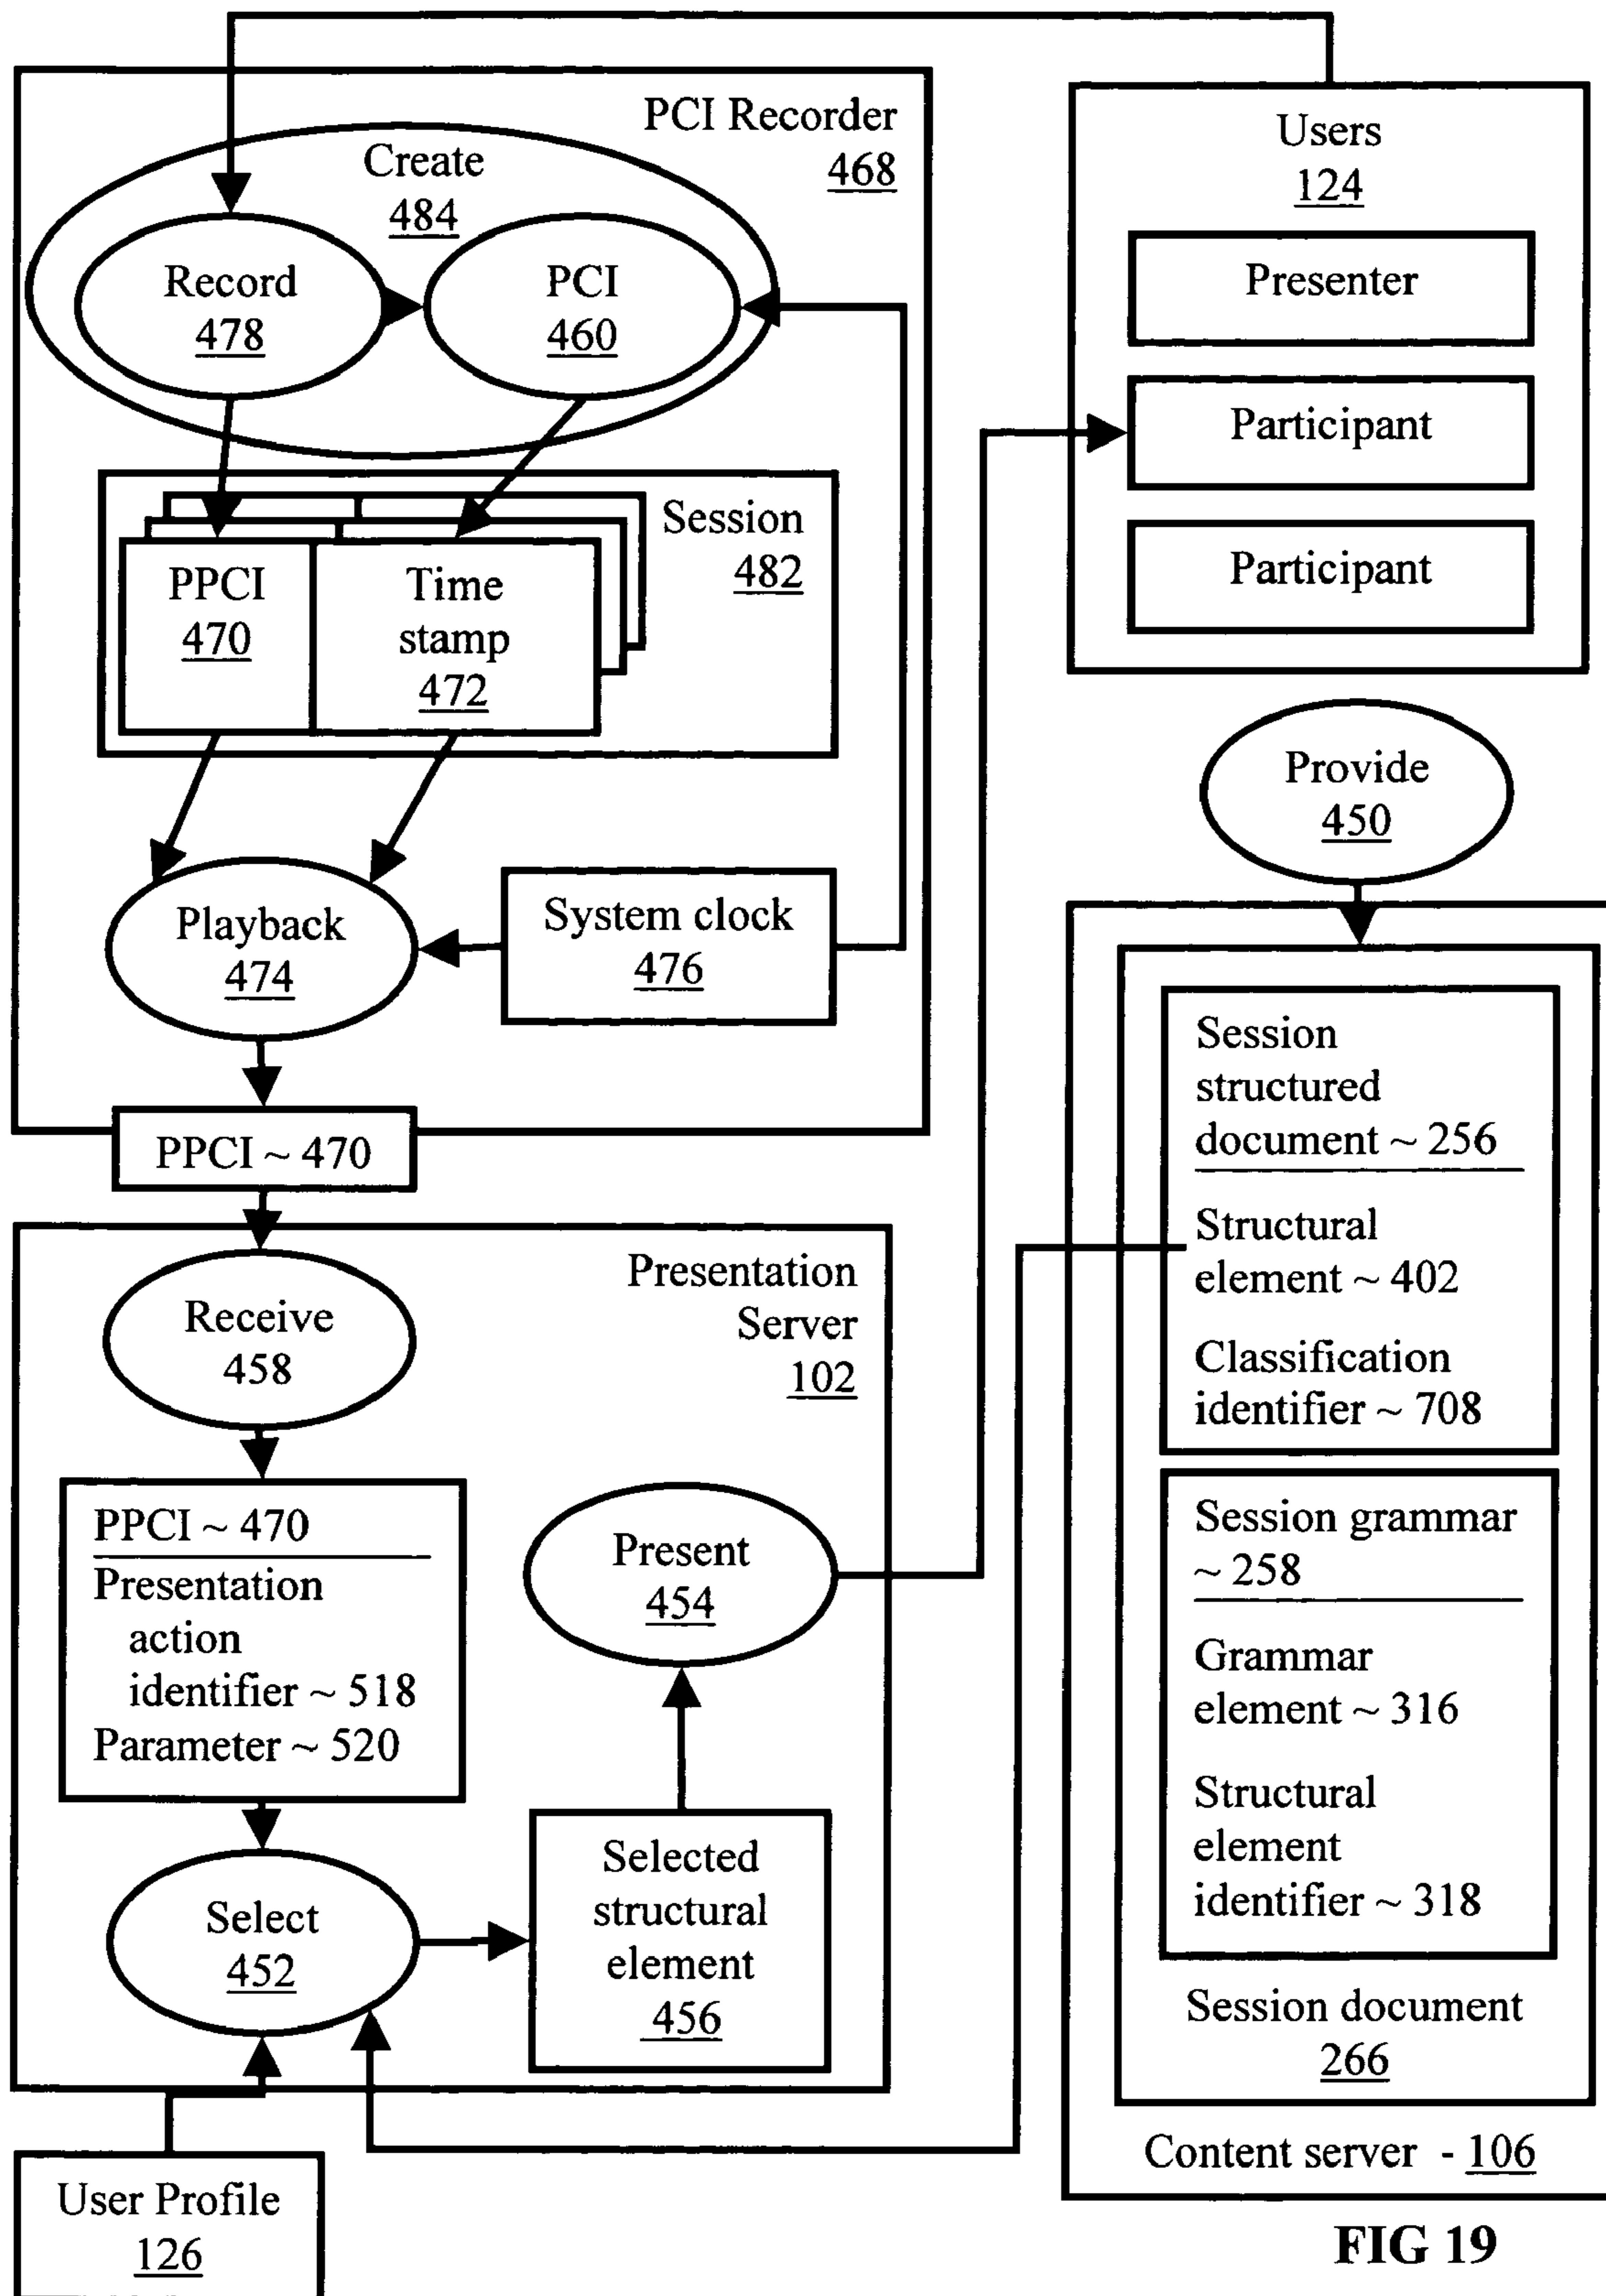 PCI Recorder
468
Create
484
Record
478
PCI
460
Session
482
PPCI
470
Time
stamp
472
Playback
474
System clock
476
PPCI ~ 470
Presentation
Server
102
Receive
458
PPCI ~ 470
Presentation
action
identifier ~ 518
Parameter ~ 520
Present
454
Select
452
Selected
structural
element
456
User Profile
126
Users
124
Presenter
Participant
Participant
Provide
450
Session
structured
document ~ 256
Structural
element ~ 402
Classification
identifier ~ 708
Session grammar
~ 258
Grammar
element ~ 316
Structural
element
identifier ~ 318
Session document
266
Content server - 106
FIG 19